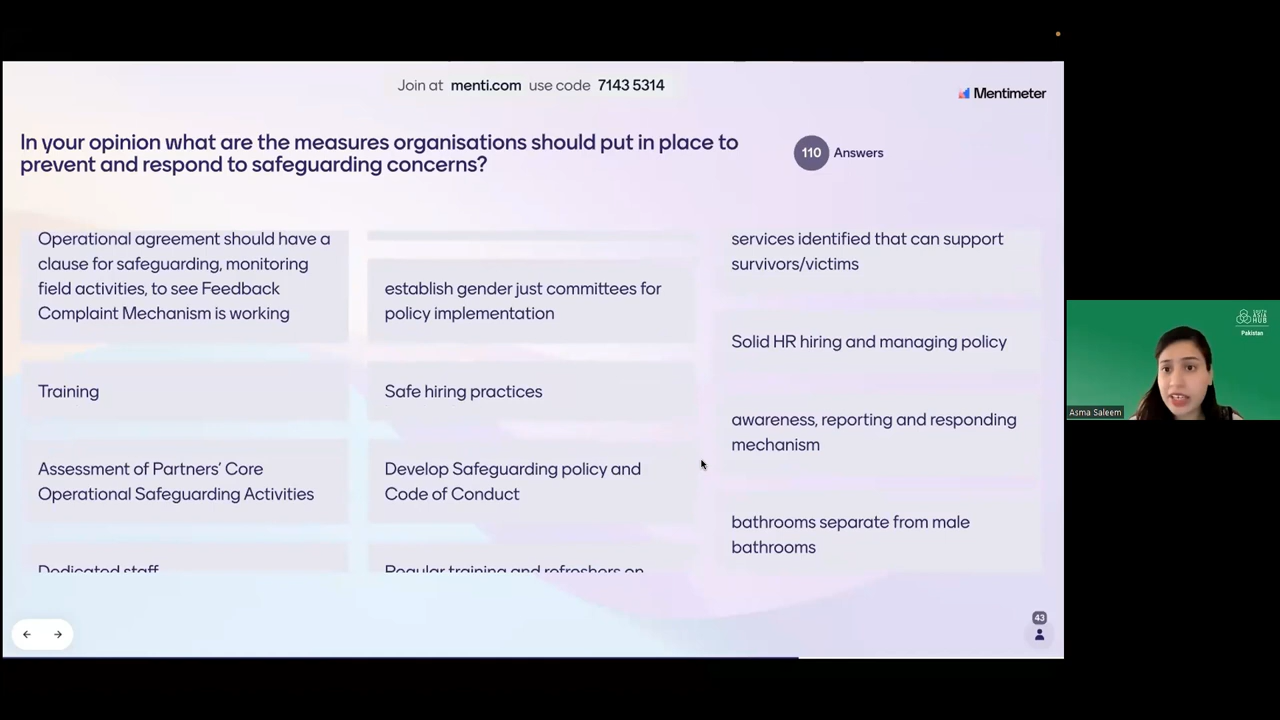 Join at menti.com use code 7143 5314
Mentimeter
In your opinion what are the measures organisations should put in place to
prevent and respond to safeguarding concerns?
110 Answers
Operational agreement should have a
clause for safeguarding, monitoring
field activities, to see Feedback
Complaint Mechanism is working
Training
Assessment of Partners' Core
Operational Safeguarding Activities
Dedicated staff
establish gender just committees for
policy implementation
Safe hiring practices
Develop Safeguarding policy and
Code of Conduct
Regular training and refreshers on
services identified that can support
survivors/victims
Solid HR hiring and managing policy
awareness, reporting and responding
mechanism
bathrooms separate from male
bathrooms
43
HUB
Pakistan
Asma Saleem